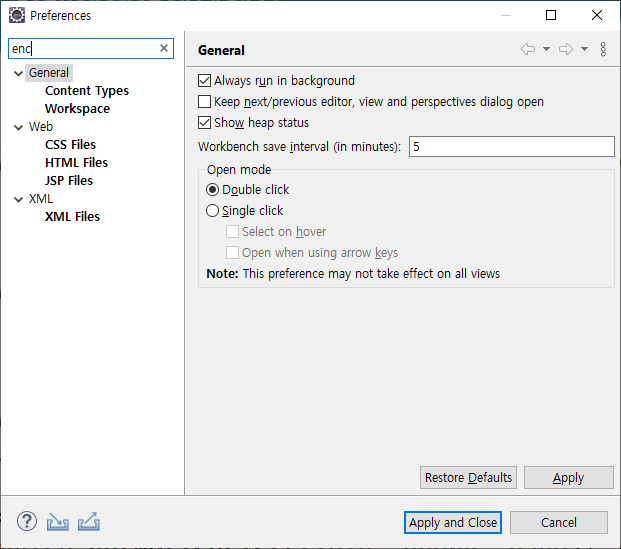 Preferences
enc
General
Content Types
Workspace
Web
CSS Files
HTML Files
JSP Files
XML
XML Files
General
Always run in background
Keep next/previous editor, view and perspectives dialog open
Show heap status
Workbench save interval (in minutes): 5
Open mode
Double click
Single click
Select on hover
Open when using arrow keys
Note: This preference may not take effect on all views
Restore Defaults Apply
Apply and Close Cancel